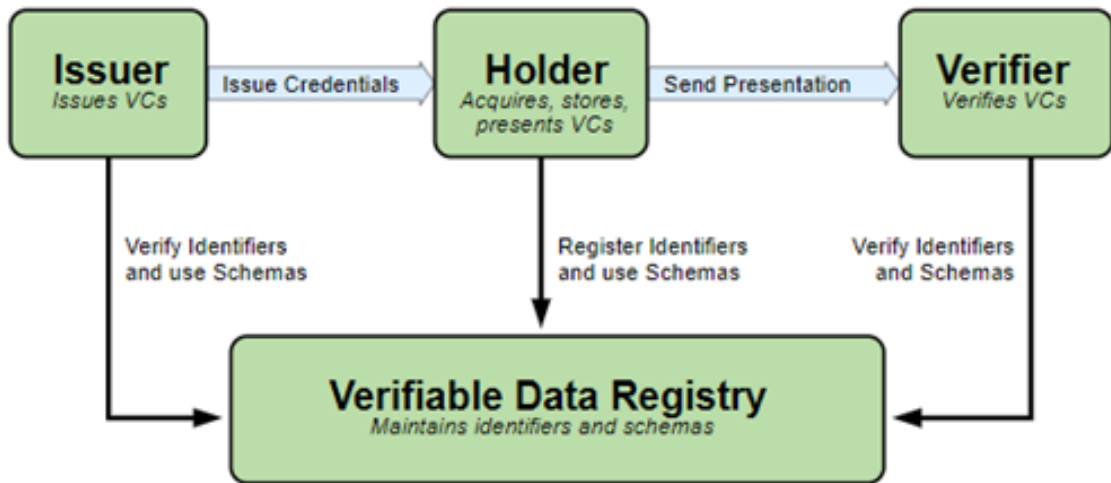 Issuer
Issues VCs
Issue Credentials
Holder
Acquires, stores,
presents VCs
Send Presentation
Verifier
Verifies VCs
Verify Identifiers
and use Schemas
Register Identifiers
and use Schemas
Verify Identifiers
and Schemas
Verifiable Data Registry
Maintains identifiers and schemas